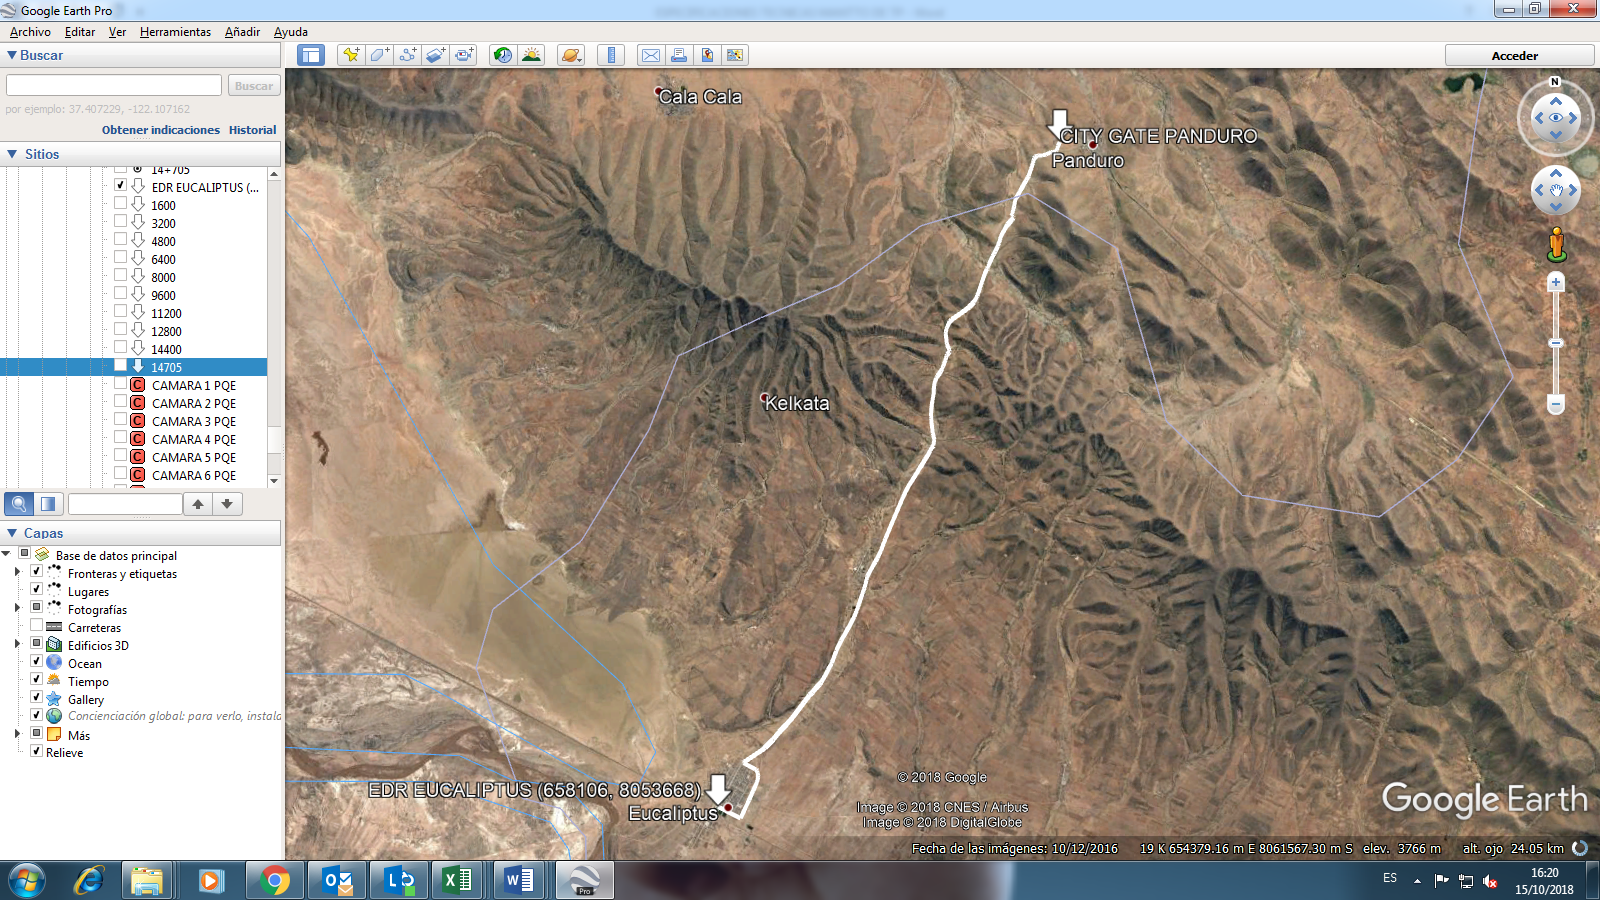 Google Earth Pro
Archivo Editar Ver Herramientas Añadir Ayuda
Buscar
Buscar
por ejemplo: 37.407229, -122.107162
Obtener indicaciones Historial
Sitios
14+705
EDR EUCALIPTUS (...
1600
3200
4800
6400
8000
9600
11200
12800
14400
14705
C CAMARA 1 PQE
C CAMARA 2 PQE
C CAMARA 3 PQE
C CAMARA 4 PQE
C CAMARA 5 PQE
C CAMARA 6 PQE
Capas
Base de datos principal
Fronteras y etiquetas
Lugares
Fotografías
Carreteras
Edificios 3D
Ocean
Tiempo
Gallery
Concienciación global: para verlo, instala
Más
Relieve
Acceder
N
Cala Cala
CITY GATE PANDURO
Panduro
Kelkata
EDR EUCALIPTUS (658106, 8053668)
Eucaliptus
© 2018 Google
Image © 2018 CNES / Airbus
Image © 2018 DigitalGlobe
Google Earth
Fecha de las imágenes: 10/12/2016 19 K 654379.16 m E 8061567.30 m S elev. 3766 m alt. ojo 24.05 km
Pro
ES
16:20
15/10/2018